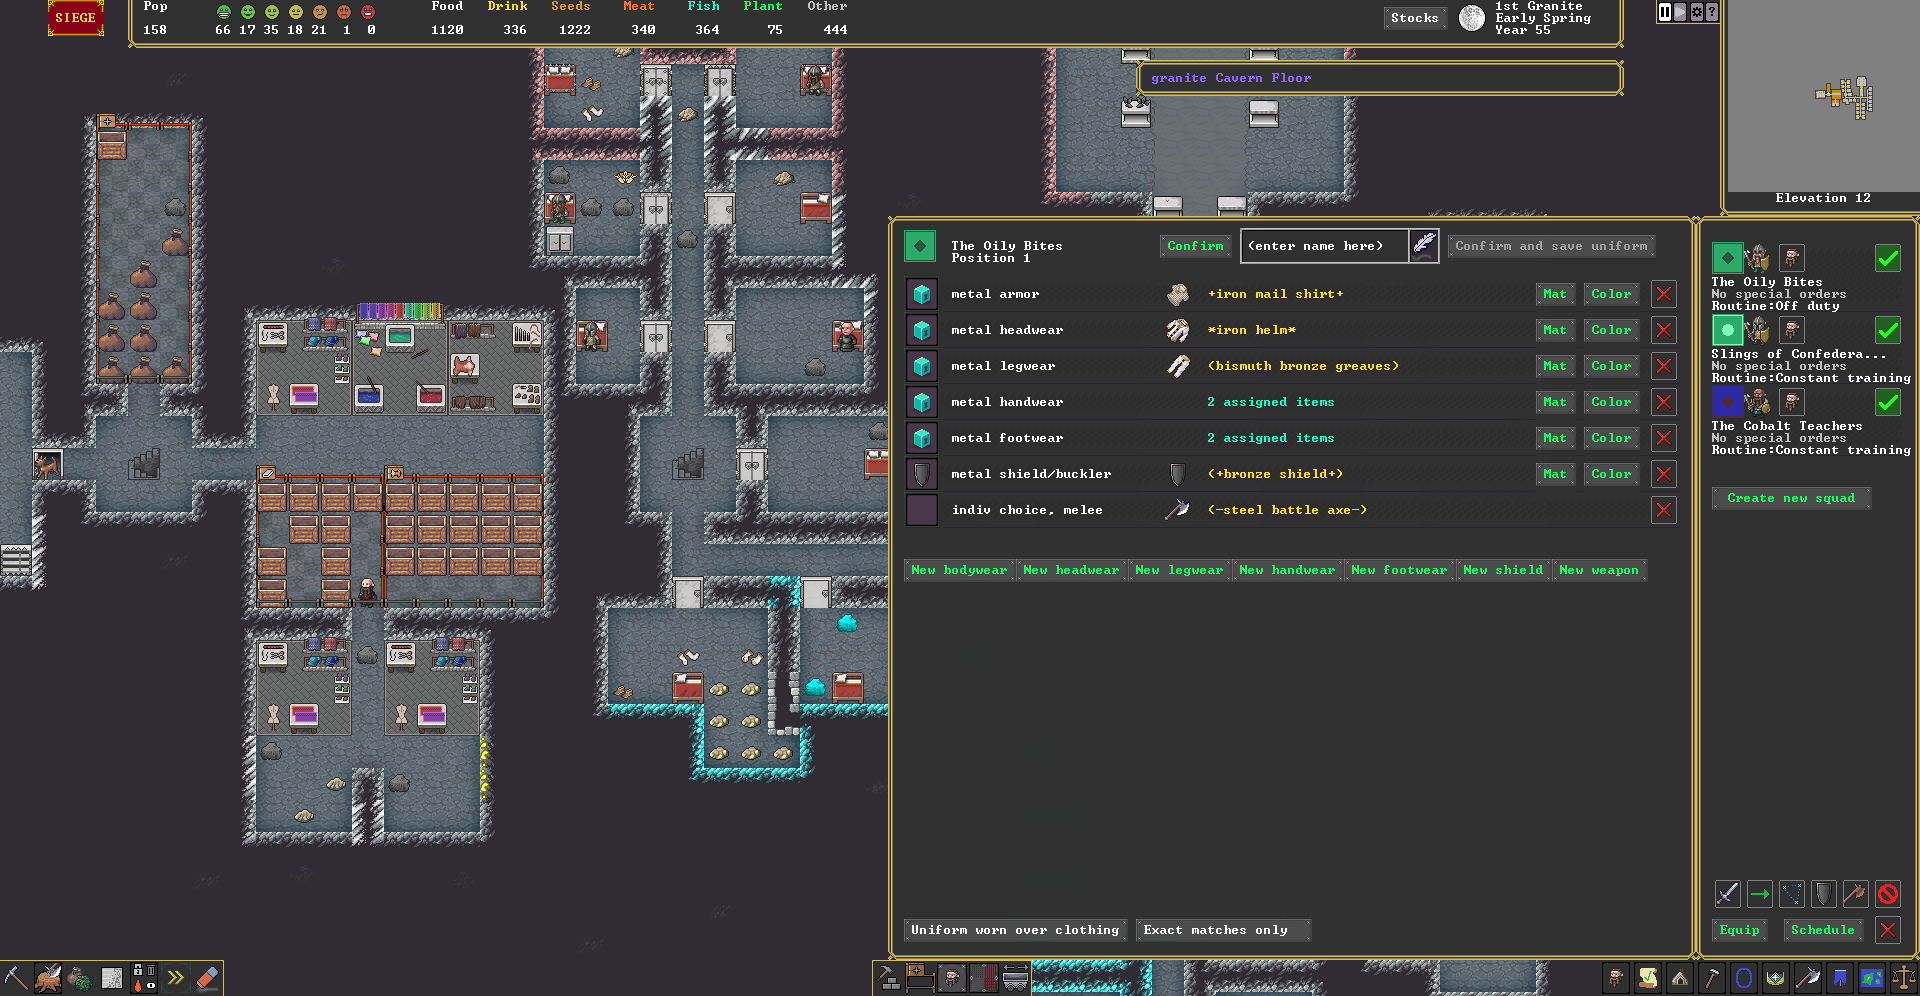 SIEGE
Pop
158
66 17 35 18 21 1 0
Food Drink Seeds Meat Fish Plant Other
1120 336 1222 340 364 75 444
Stocks
1st Granite
Early Spring
Year 55
?
granite Cavern Floor
Elevation 12
The Oily Bites
Position 1
Confirm
(enter name here)
Confirm and save uniform
metal armor +iron mail shirt+ Mat Color
metal headwear *iron helm* Mat Color
metal legwear (bismuth bronze greaves) Mat Color
metal handwear 2 assigned items Mat Color
metal footwear 2 assigned items Mat Color
metal shield/buckler (+bronze shield+) Mat Color
indiv choice, melee (-steel battle axe-)
New bodywear New headwear New legwear New handwear New footwear New shield New weapon
Uniform worn over clothing
Exact matches only
The Oily Bites
No special orders
Routine:Off duty
Slings of Confedera...
No special orders
Routine:Constant training
The Cobalt Teachers
No special orders
Routine:Constant training
Create new squad
Equip
Schedule